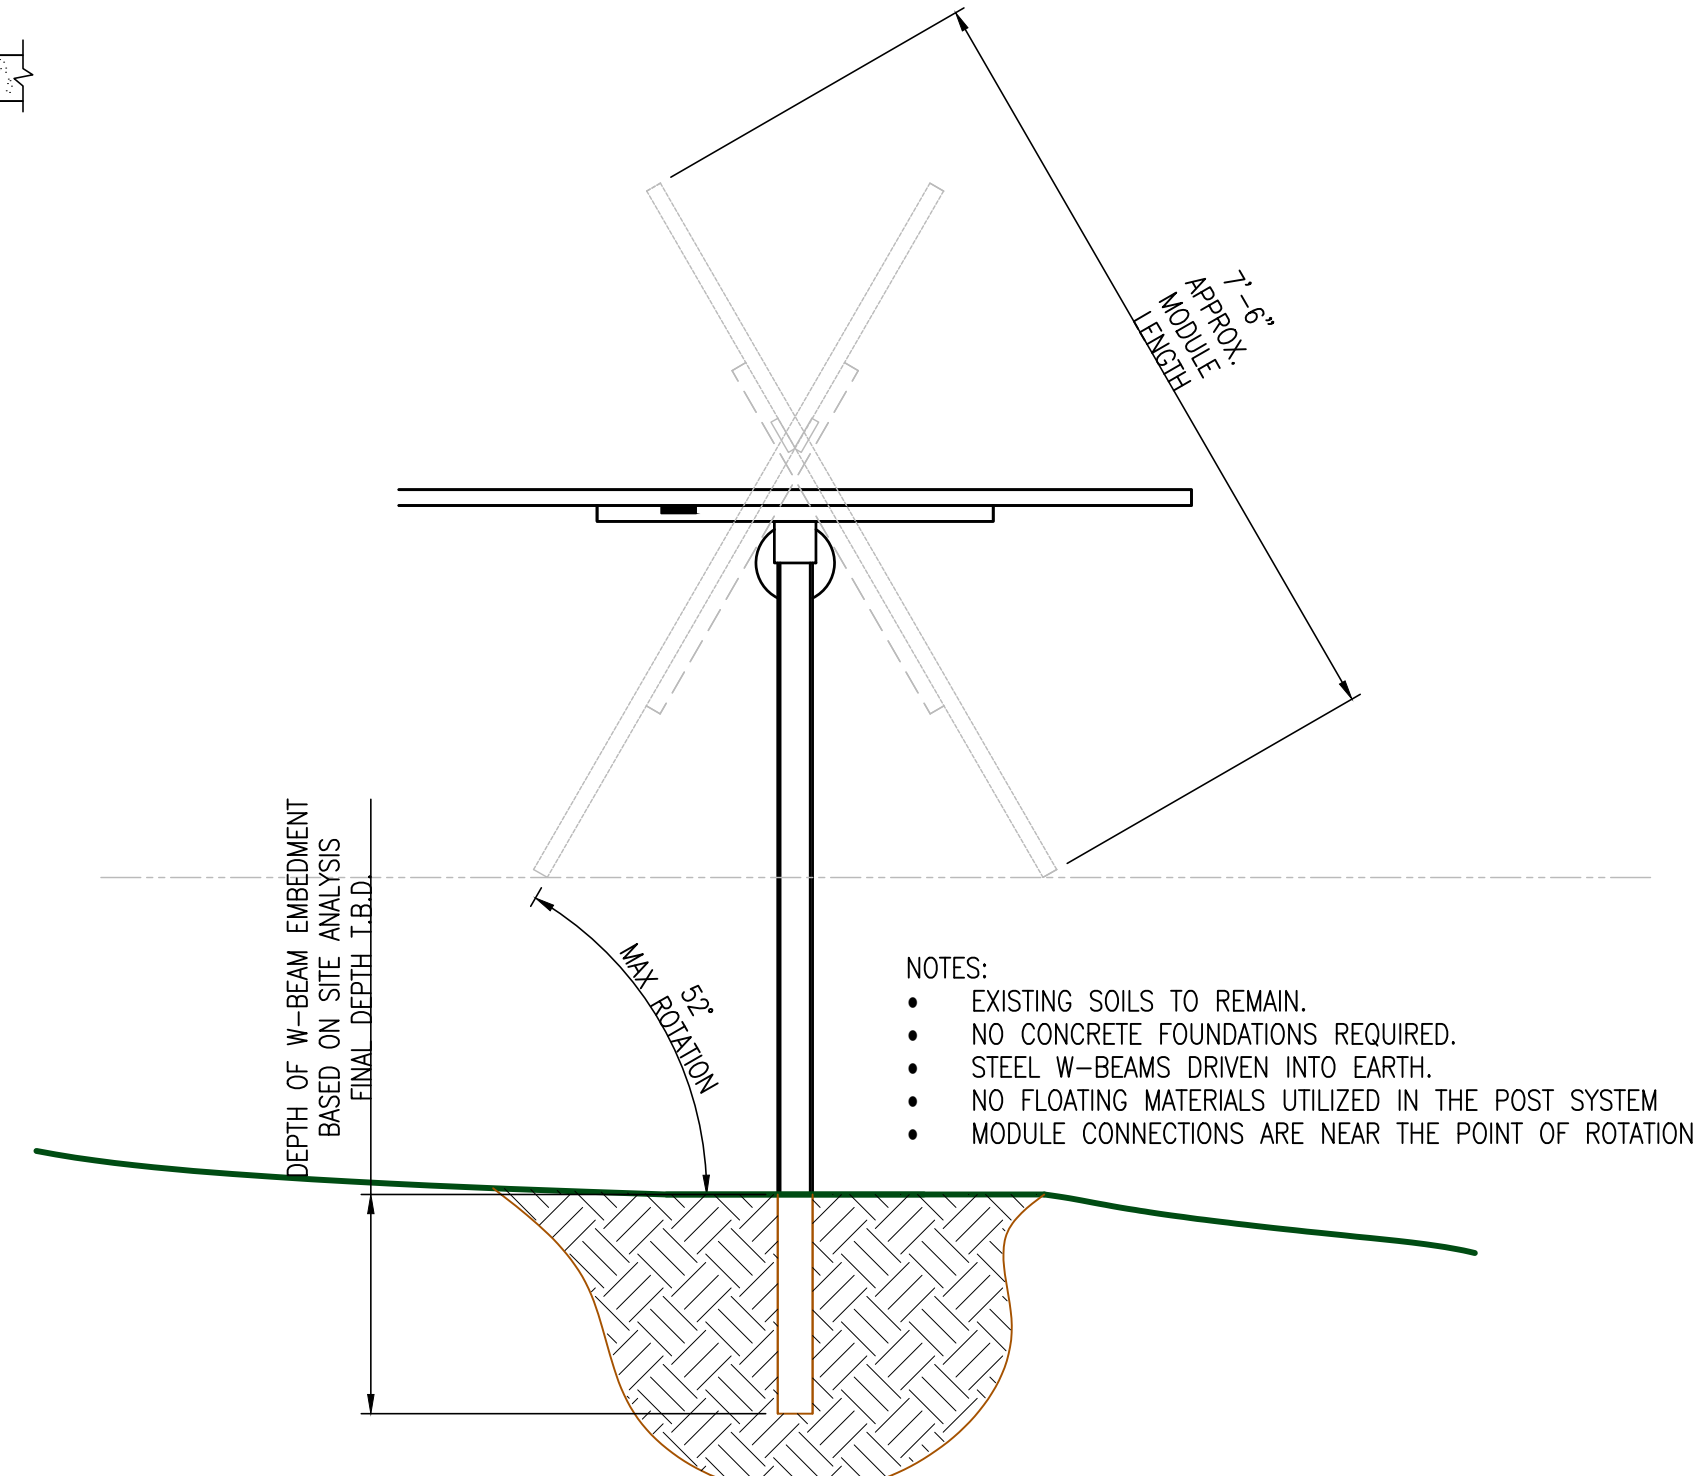 7'-6"
APPROX.
MODULE
LENGTH
DEPTH OF W-BEAM EMBEDMENT
BASED ON SITE ANALYSIS
FINAL DEPTH T.B.D.
52°
MAX ROTATION
NOTES:
• EXISTING SOILS TO REMAIN.
• NO CONCRETE FOUNDATIONS REQUIRED.
• STEEL W-BEAMS DRIVEN INTO EARTH.
• NO FLOATING MATERIALS UTILIZED IN THE POST SYSTEM
• MODULE CONNECTIONS ARE NEAR THE POINT OF ROTATION